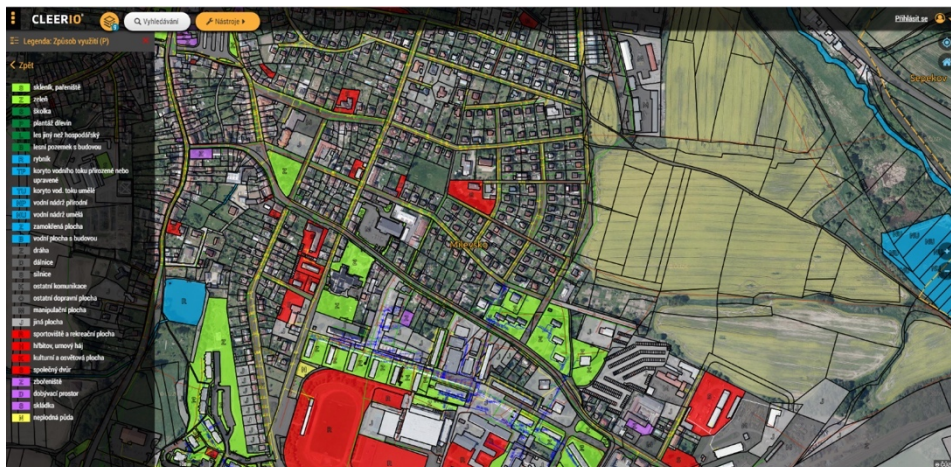 CLEERIO
Vyhledávání
Nástroje
Přihlásit se
Legenda: Způsob využití (P)
Zpět
skleník, pařeniště
zeleň
školka
plantáž dřevin
les jiný než hospodářský
lesní pozemek s budovou
rybník
koryto vodního toku přirozené nebo
upravené
koryto vod. toku umělé
vodní nádrž přírodní
vodní nádrž umělá
zamokřená plocha
vodní plocha s budovou
dráha
dálnice
silnice
ostatní komunikace
ostatní dopravní plocha
manipulační plocha
jiná plocha
sportoviště a rekreační plocha
hřbitov, urnový háj
kulturní a osvětová plocha
společný dvůr
zbořeniště
dobývací prostor
skládka
neplodná půda
Milevsko